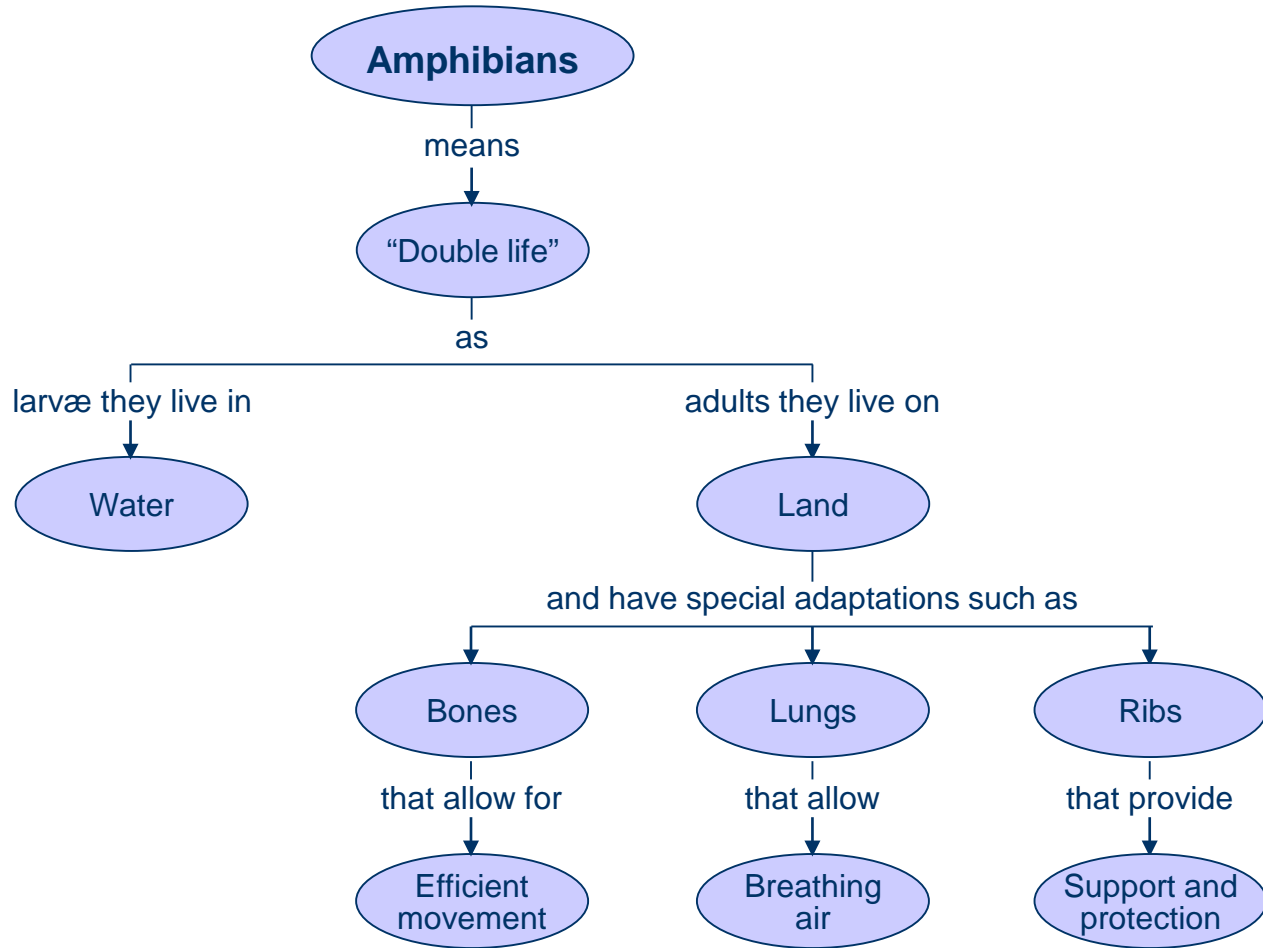 Amphibians
means
“Double life”
as
larvæ they live in
adults they live on
Water
Land
and have special adaptations such as
Bones
Lungs
Ribs
that allow for
that allow
that provide
Efficient
movement
Breathing
air
Support and
protection